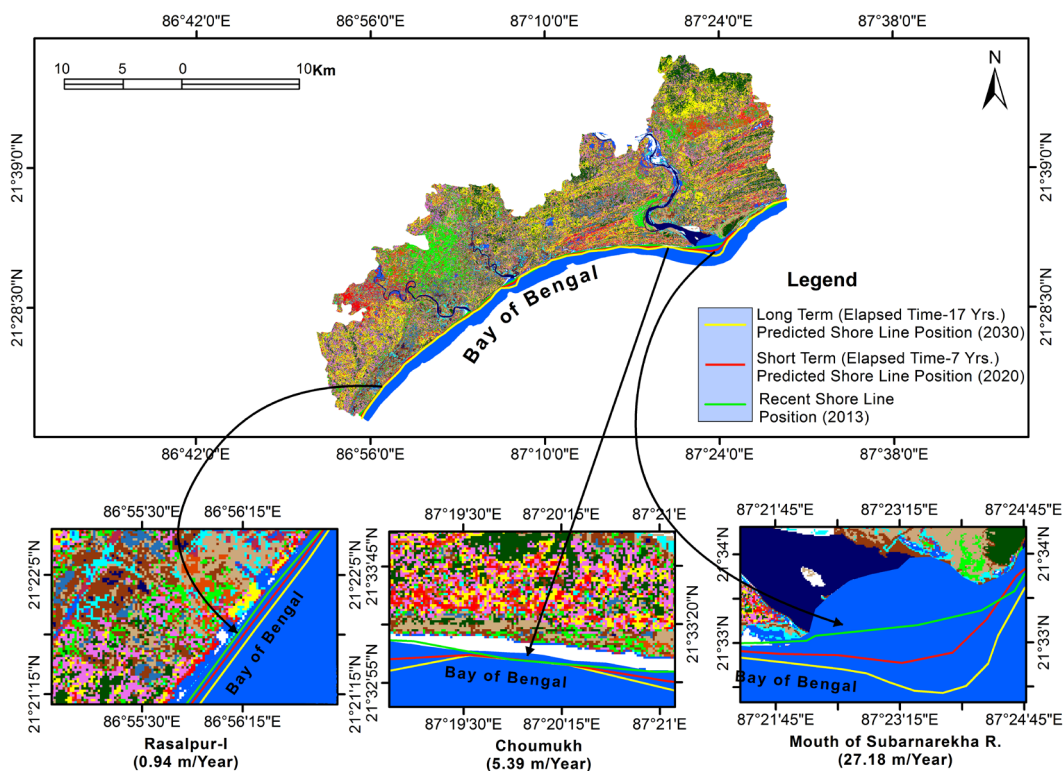 86°42'0"E 86°56'15"E 87°10'0"E 87°24'0"E 87°38'0"E
10 5 0 10Km
N
21°39'0"N 21°39'0"N
21°28'30"N 21°28'30"N
Bay of Bengal
Legend
Long Term (Elapsed Time-17 Yrs.)
Predicted Shore Line Position (2030)
Short Term (Elapsed Time-7 Yrs.)
Predicted Shore Line Position (2020)
Recent Shore Line
Position (2013)
86°42'0"E 86°56'15"E 87°10'0"E 87°24'0"E 87°38'0"E
86°55'30"E 86°56'15"E
21°22'5"N 21°22'5"N
21°21'15"N 21°21'15"N
Bay of Bengal
86°55'30"E 86°56'15"E
Rasalpur-I
(0.94 m/Year)
87°19'30"E 87°20'15"E 87°21'E
21°33'45"N 21°33'20"N
21°32'55"N 21°32'55"N
Bay of Bengal
87°19'30"E 87°20'15"E 87°21'E
Choumukh
(5.39 m/Year)
87°21'45"E 87°23'15"E 87°24'45"E
21°34'N 21°34'N
21°33'N 21°33'N
Bay of Bengal
87°21'45"E 87°23'15"E 87°24'45"E
Mouth of Subarnarekha R.
(27.18 m/Year)